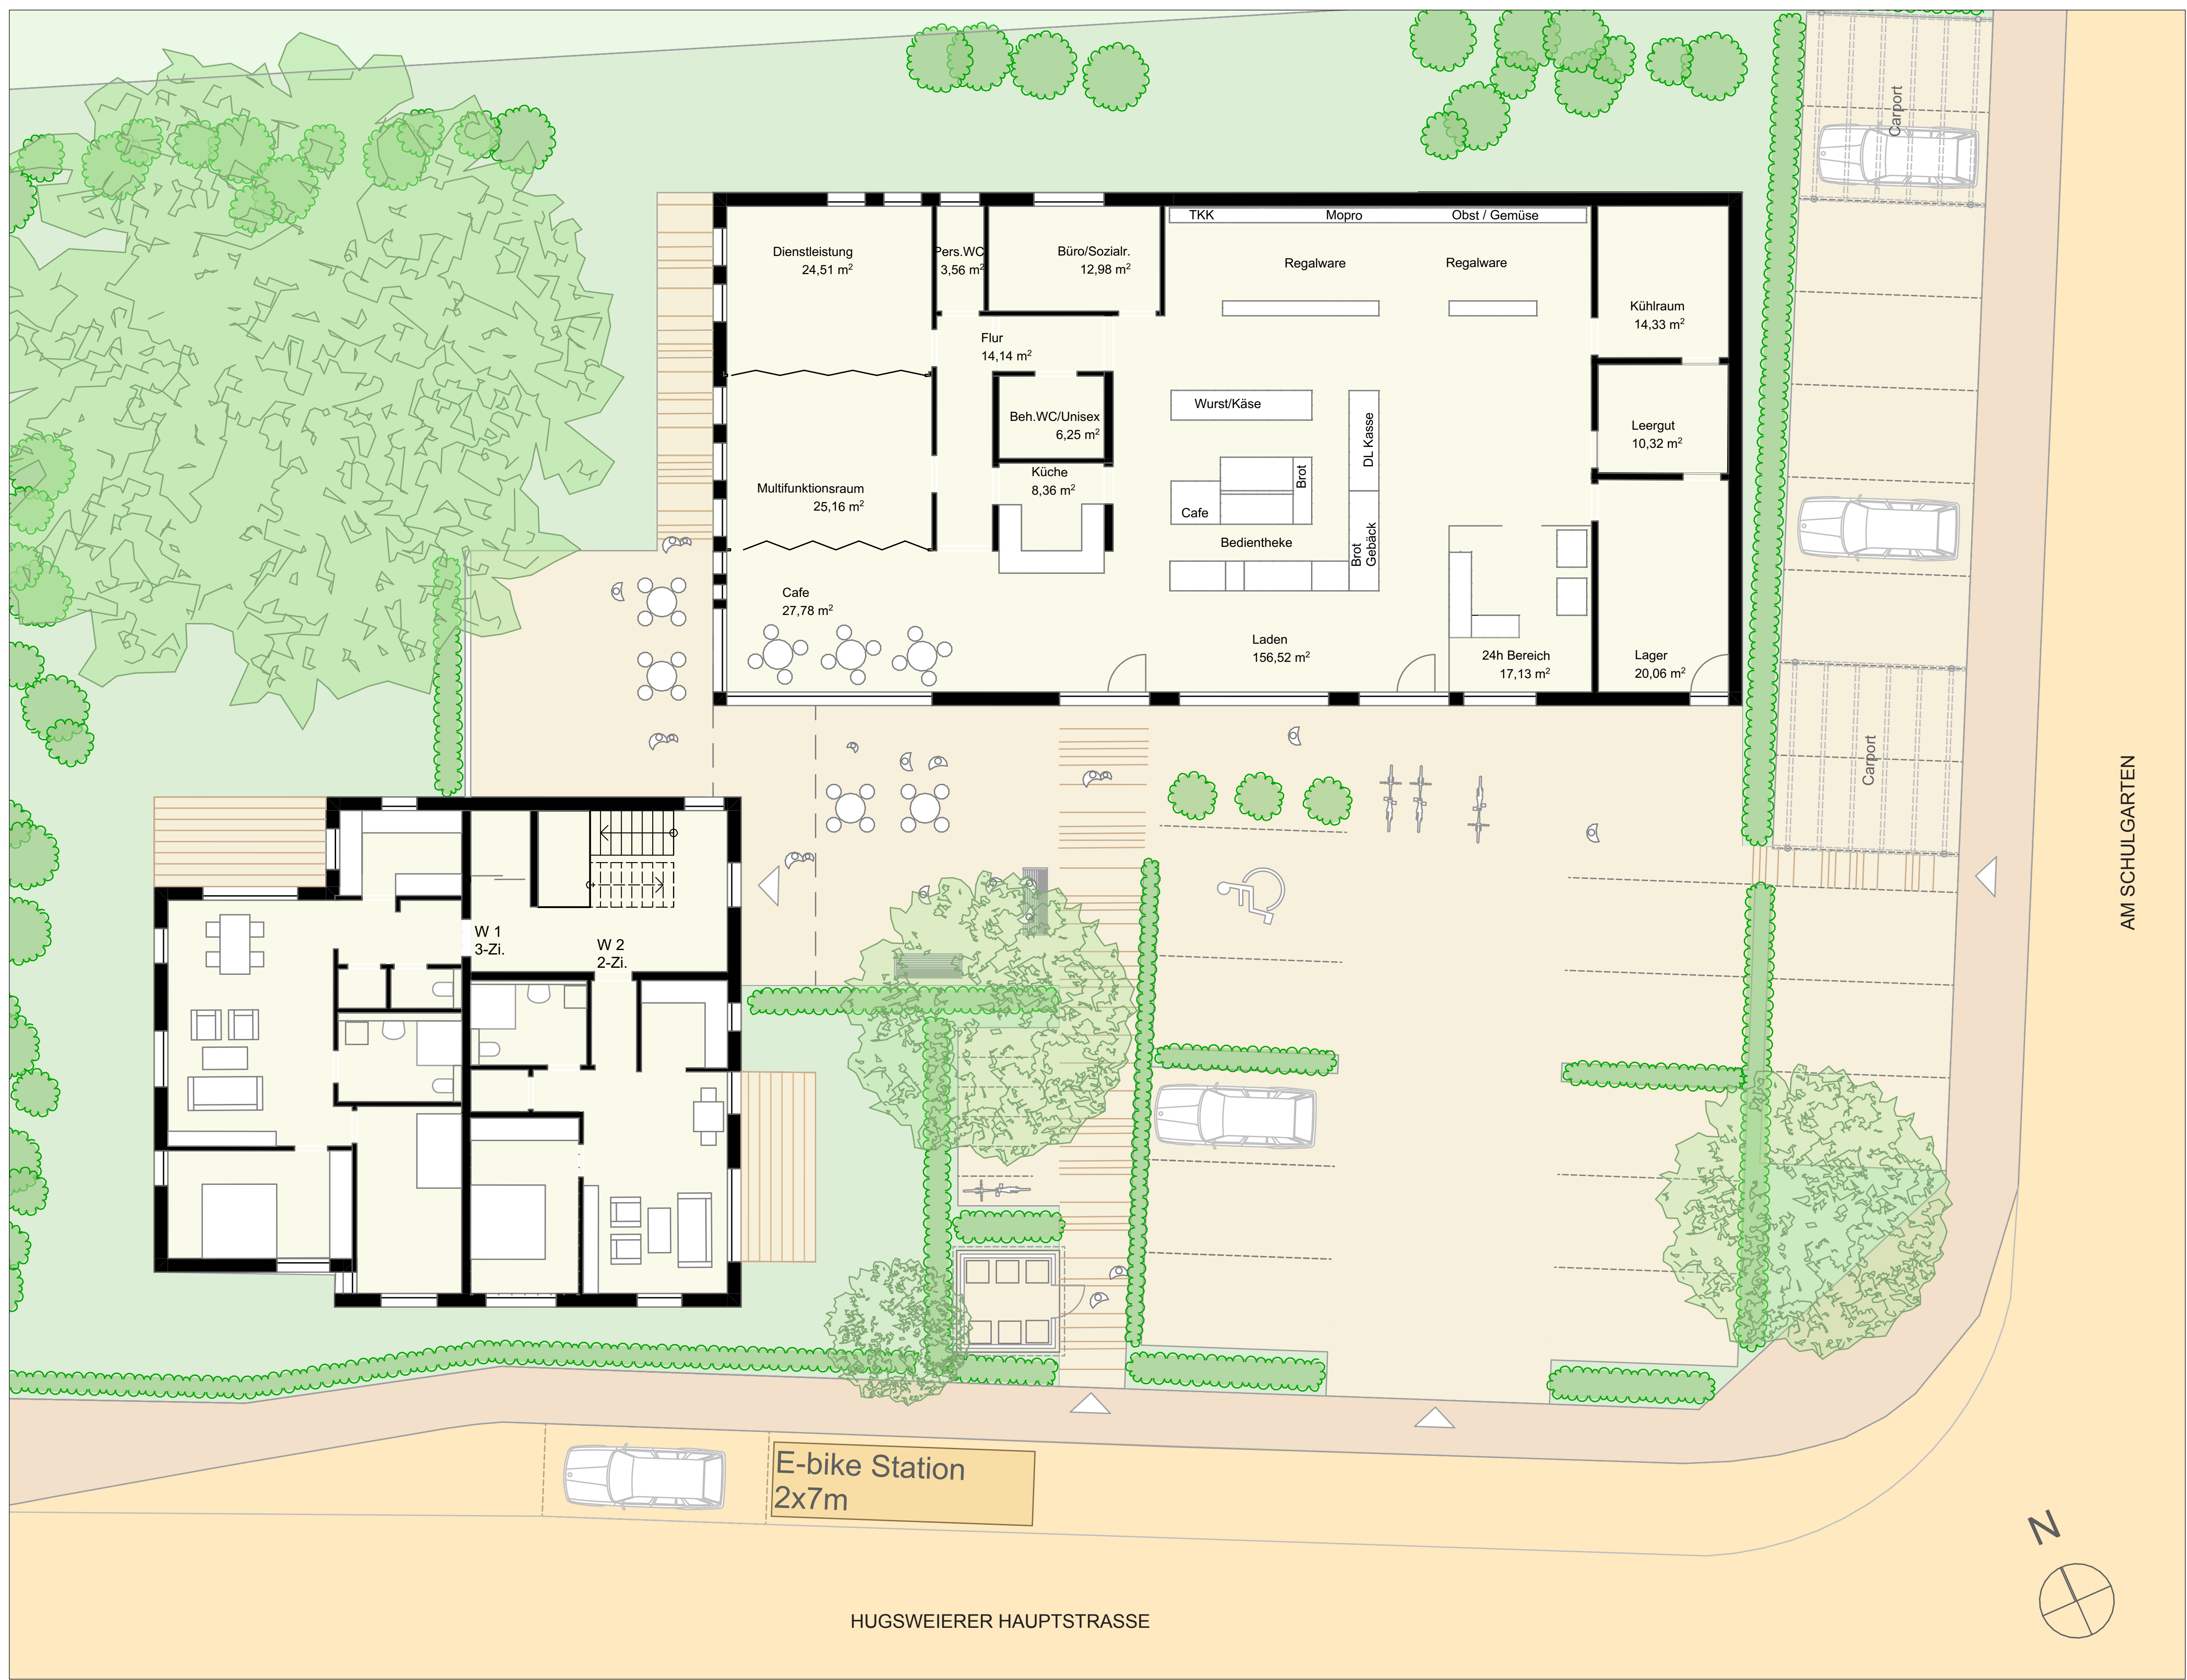 Carport
TKK
Mopro
Obst / Gemüse
Dienstleistung
24,51 m²
Pers.WC
3,56 m²
Büro/Sozialr.
12,98 m²
Regalware
Regalware
Kühlraum
14,33 m²
Flur
14,14 m²
Wurst/Käse
DL Kasse
Beh.WC/Unisex
6,25 m²
Leergut
10,32 m²
Küche
8,36 m²
Brot
Multifunktionsraum
25,16 m²
Cafe
Bedientheke
Brot
Gebäck
Cafe
27,78 m²
Laden
156,52 m²
24h Bereich
17,13 m²
Lager
20,06 m²
Carport
AM SCHULGARTEN
W 1
3-Zi.
W 2
2-Zi.
E-bike Station
2x7m
N
HUGSWEIERER HAUPTSTRASSE